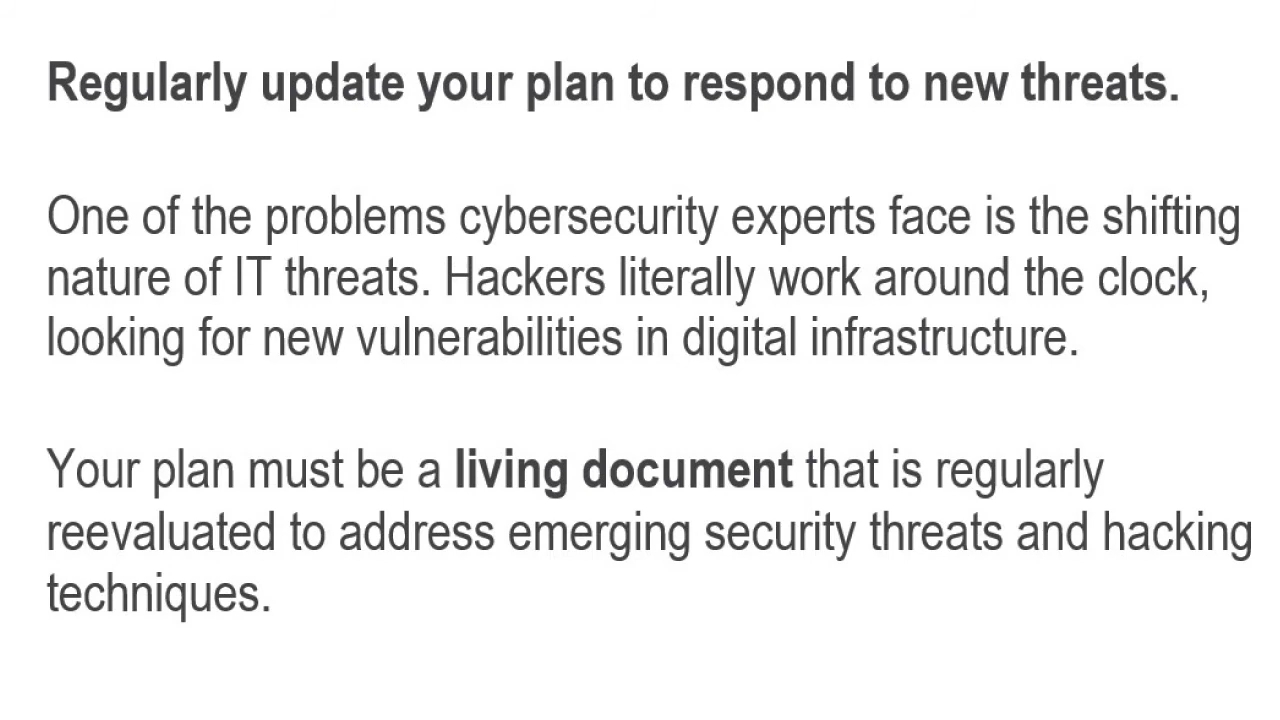 Regularly update your plan to respond to new threats.
One of the problems cybersecurity experts face is the shifting
nature of IT threats. Hackers literally work around the clock,
looking for new vulnerabilities in digital infrastructure.
Your plan must be a living document that is regularly
reevaluated to address emerging security threats and hacking
techniques.